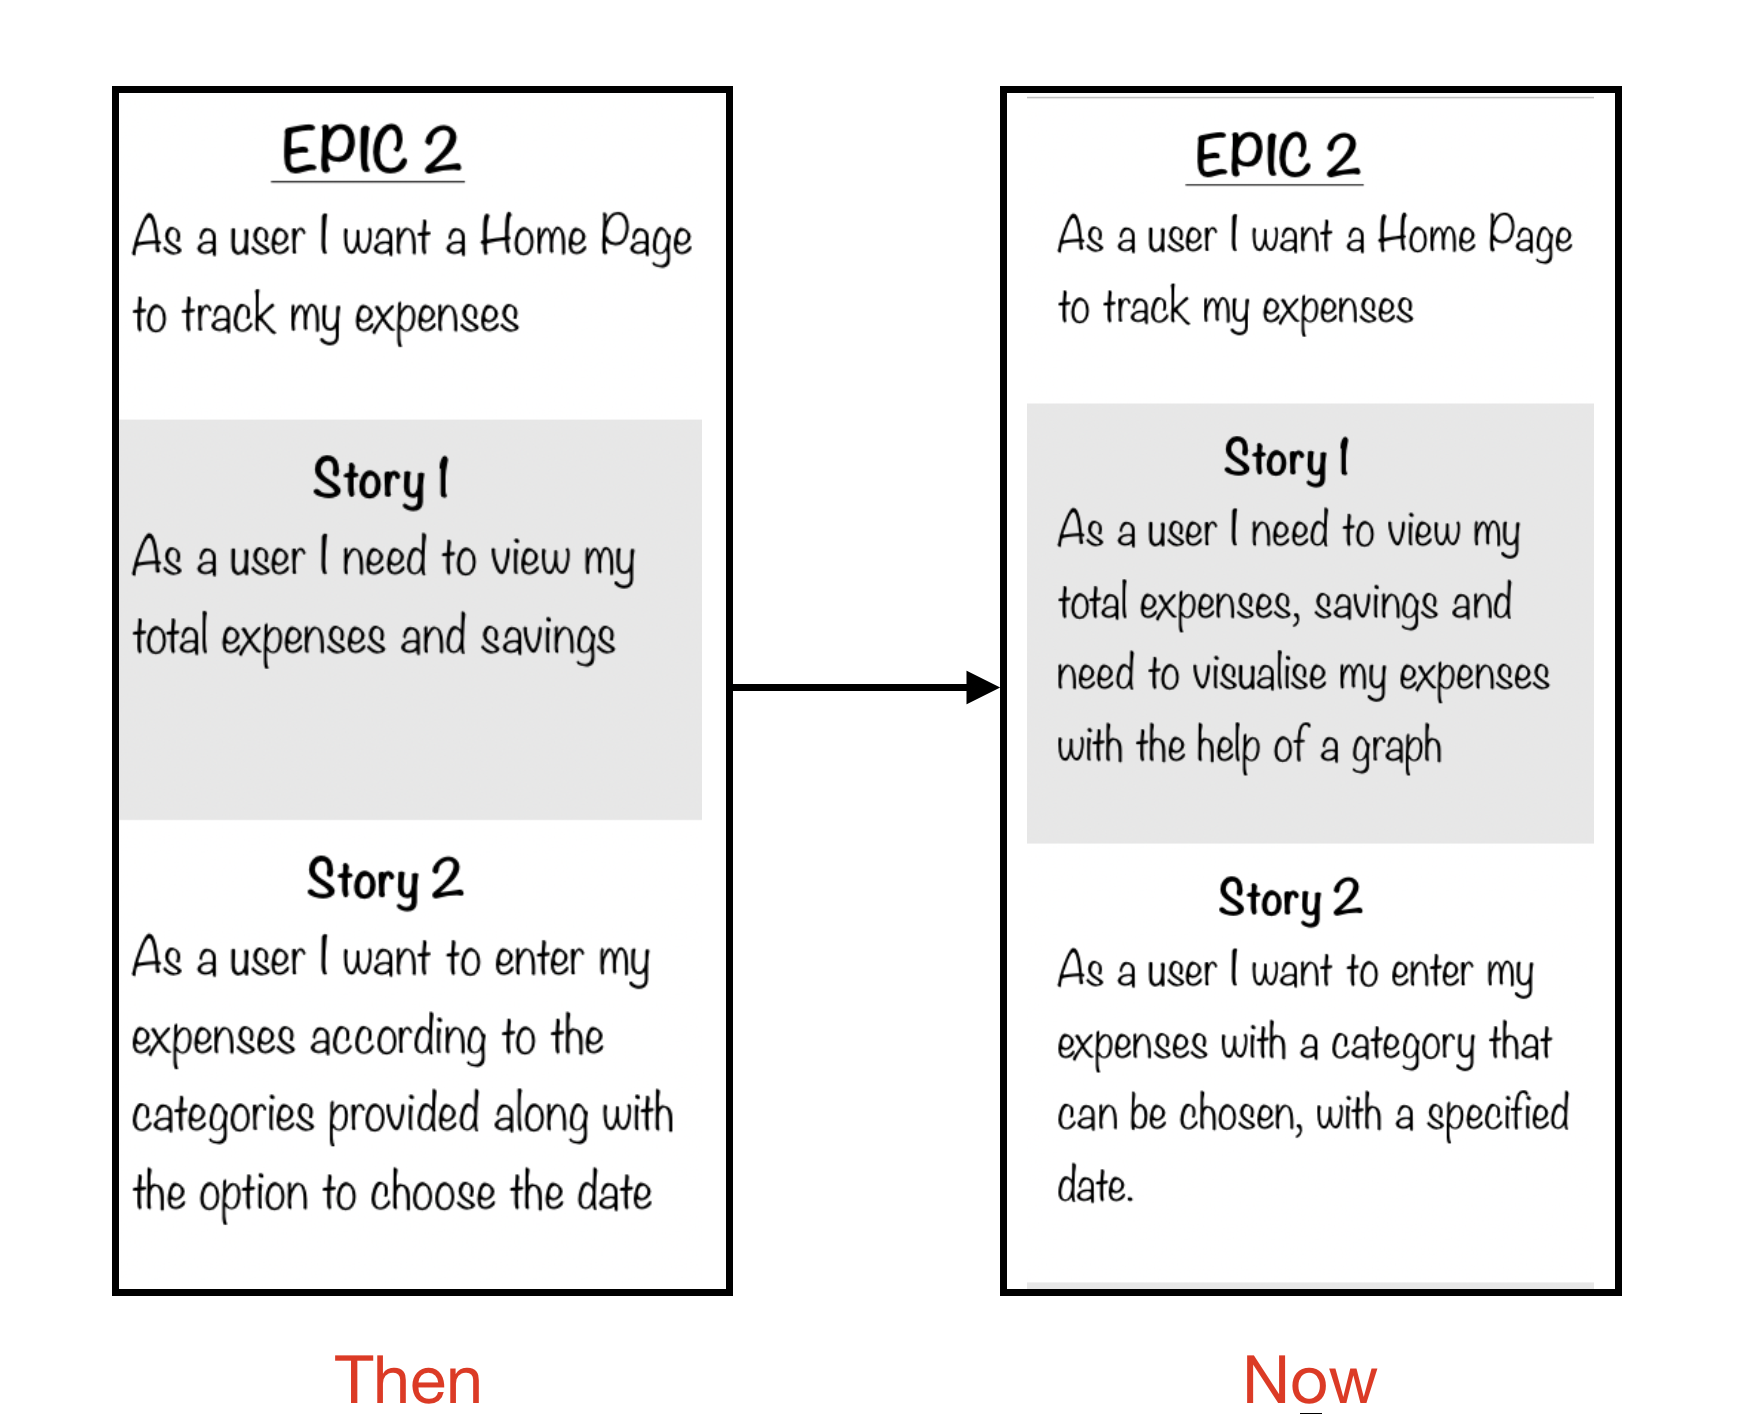 EPIC 2
As a user I want a Home Page
to track my expenses
Story 1
As a user I need to view my
total expenses and savings
Story 2
As a user I want to enter my
expenses according to the
categories provided along with
the option to choose the date
Then
EPIC 2
As a user I want a Home Page
to track my expenses
Story 1
As a user I need to view my
total expenses, savings and
need to visualise my expenses
with the help of a graph
Story 2
As a user I want to enter my
expenses with a category that
can be chosen, with a specified
date.
Now